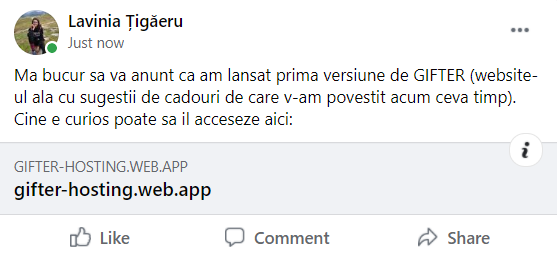 Lavinia Țigăeru
Just now
Ma bucur sa va anunt ca am lansat prima versiune de GIFTER (website-
ul ala cu sugestii de cadouri de care v-am povestit acum ceva timp).
Cine e curios poate sa il acceseze aici:
GIFTER-HOSTING.WEB.APP
gifter-hosting.web.app
Like Comment Share